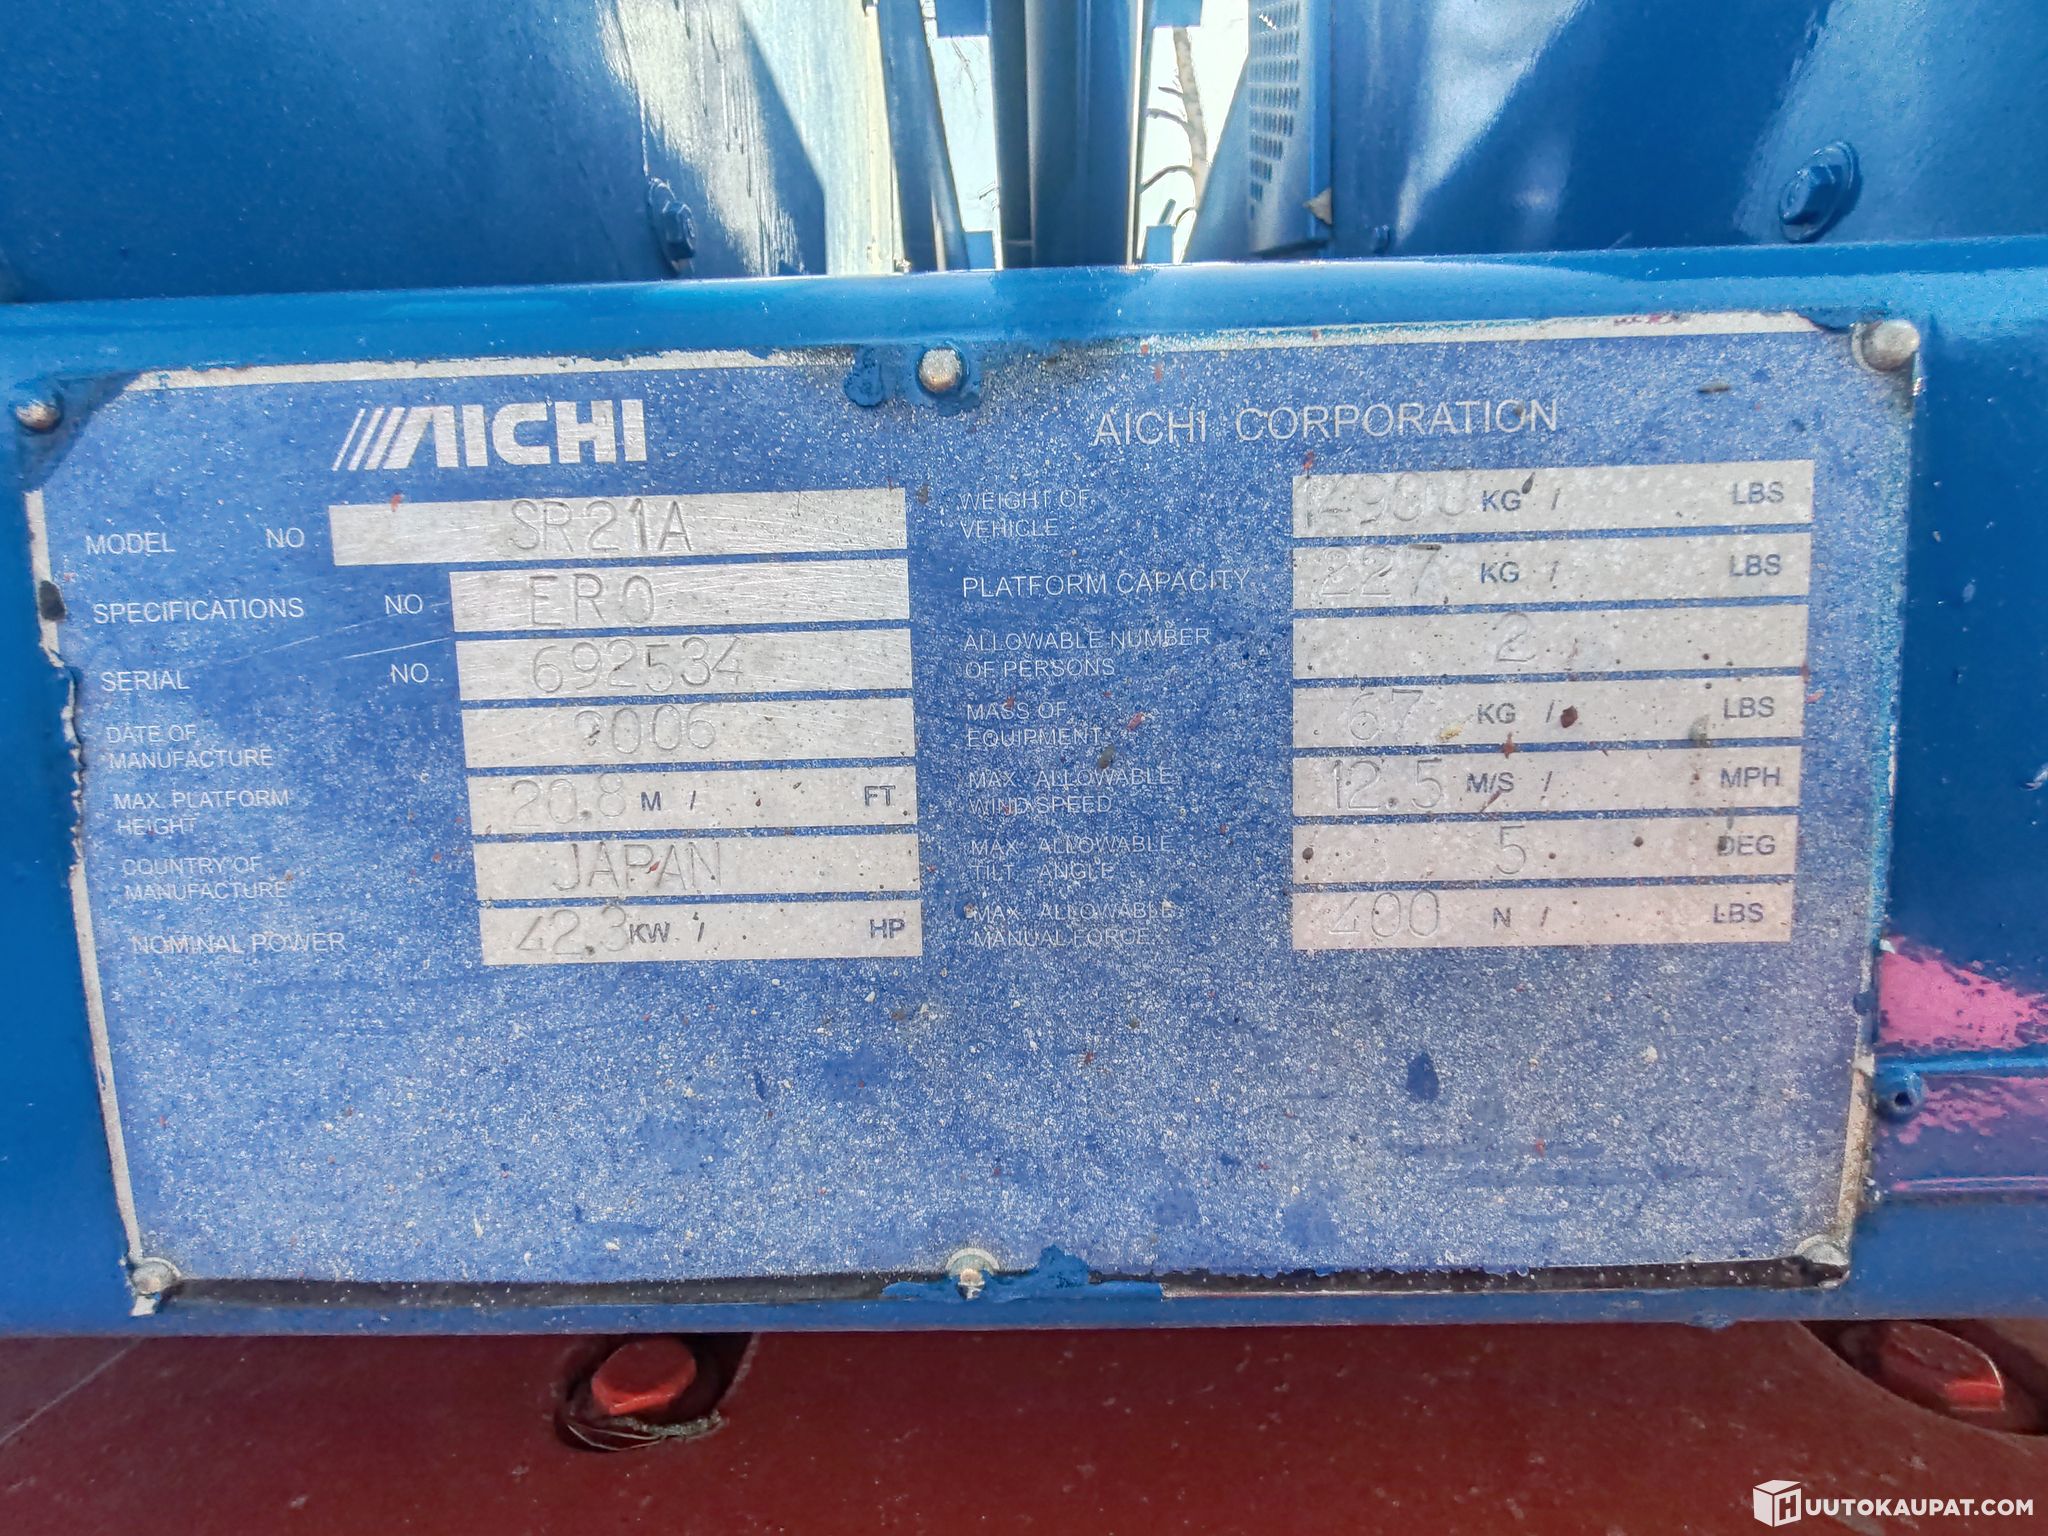 AICHI
AICHI CORPORATION
MODEL NO SR21A
SPECIFICATIONS NO ER0
SERIAL NO 692534
DATE OF
MANUFACTURE 2006
MAX. PLATFORM
HEIGHT 20.8 M / FT
COUNTRY OF
MANUFACTURE JAPAN
NOMINAL POWER 42.3 KW / HP
WEIGHT OF
VEHICLE KG / LBS
PLATFORM CAPACITY 227 KG / LBS
ALLOWABLE NUMBER
OF PERSONS 2
MASS OF
EQUIPMENT 67 KG / LBS
MAX. ALLOWABLE
WIND SPEED 12.5 M/S / MPH
MAX. ALLOWABLE
TILT ANGLE 5 DEG
MAX. ALLOWABLE
MANUAL FORCE 400 N / LBS
HUUTOKAUPAT.COM